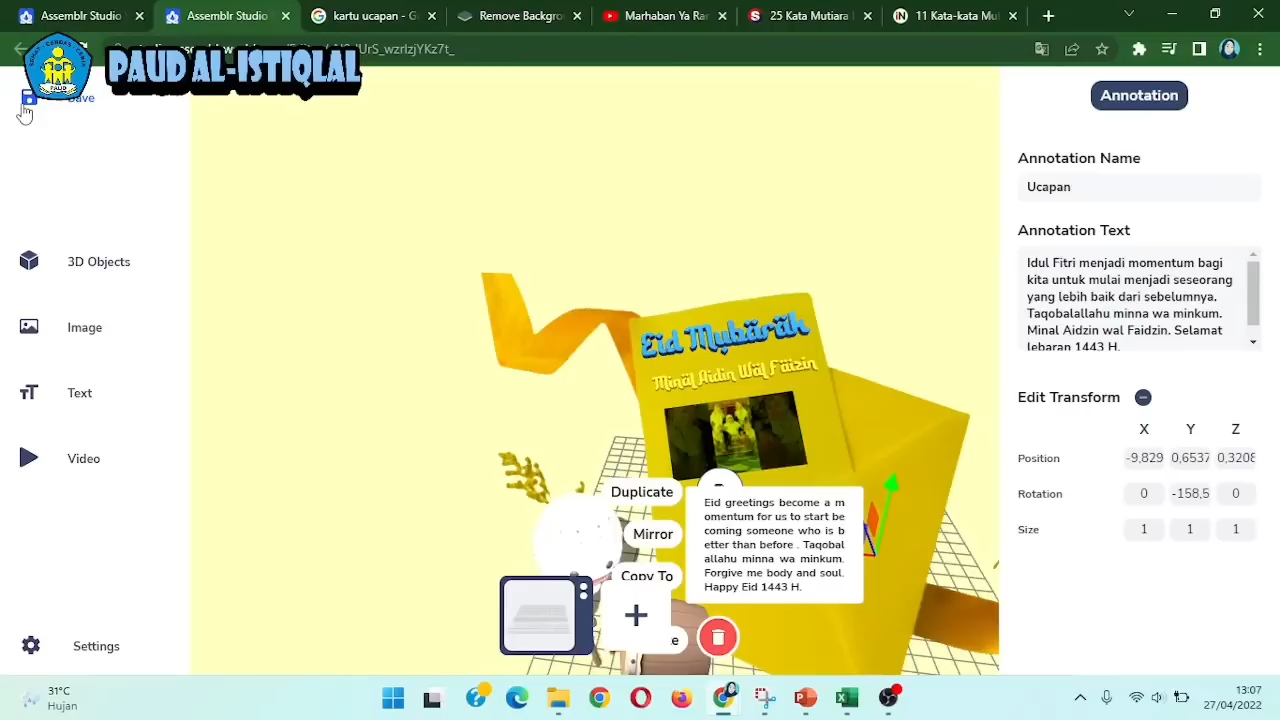 Assemblr Studio
Assemblr Studio
kartu ucapan - G
Remove Backgro
Marhaban Ya Ra
25 Kata Mutiara
11 Kata-kata Mu
PAUD AL-ISTIQLAL
PAUD
Save
Annotation
Annotation Name
Ucapan
Annotation Text
Idul Fitri menjadi momentum bagi
kita untuk mulai menjadi seseorang
yang lebih baik dari sebelumnya.
Taqobalallahu minna wa minkum.
Minal Aidzin wal Faidzin. Selamat
lebaran 1443 H.
3D Objects
Image
Text
Video
Settings
Edit Transform
X Y Z
Position -9,829 0,6537 0,3208
Rotation 0 -158,5 0
Size 1 1 1
Eid Mubarak
Minal Aidin Wal Faizin
Duplicate
Mirror
Copy To
Eid greetings become a m
omentum for us to start be
coming someone who is b
etter than before . Taqobal
allahu minna wa minkum.
Forgive me body and soul.
Happy Eid 1443 H.
31°C
Hujan
13:07
27/04/2022